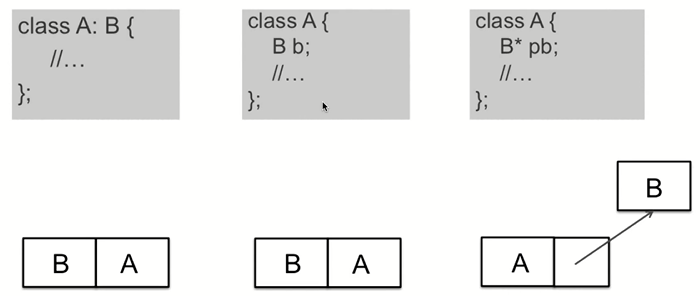 class A: B {
//...
};
class A {
B b;
//...
};
class A {
B* pb;
//...
};
B
B A
B A
A